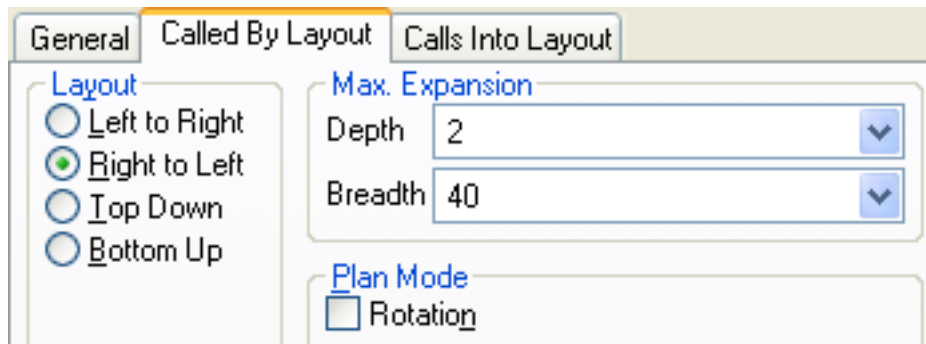 General Called By Layout Calls Into Layout
Layout
Left to Right
Right to Left
Top Down
Bottom Up
Max. Expansion
Depth 2
Breadth 40
Plan Mode
Rotation